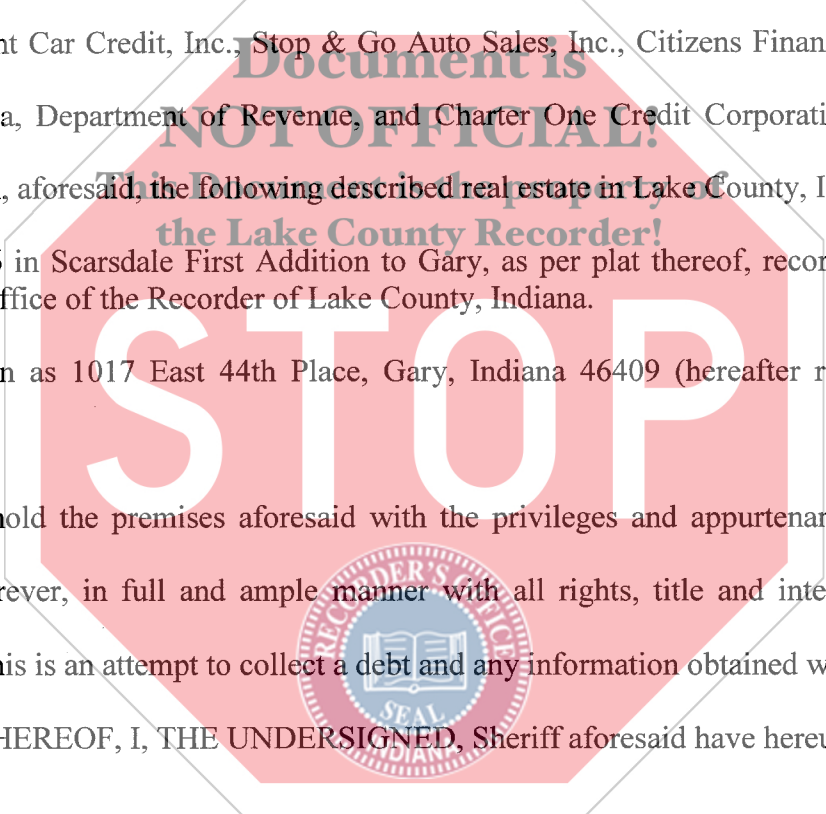 nt Car Credit, Inc., Stop & Go Auto Sales, Inc., Citizens Finan
Document is
a, Department of Revenue, and Charter One Credit Corporati
NOT OFFICIAL!
, aforesaid, the following described real estate in Lake County, I
This Document is the property of
the Lake County Recorder!
in Scarsdale First Addition to Gary, as per plat thereof, recor
ffice of the Recorder of Lake County, Indiana.
STOP
n as 1017 East 44th Place, Gary, Indiana 46409 (hereafter r
old the premises aforesaid with the privileges and appurtenan
rever, in full and ample manner with all rights, title and inte
RECORDER'S OFFICE
his is an attempt to collect a debt and any information obtained w
SEAL
INDIANA
HEREOF, I, THE UNDERSIGNED, Sheriff aforesaid have hereu